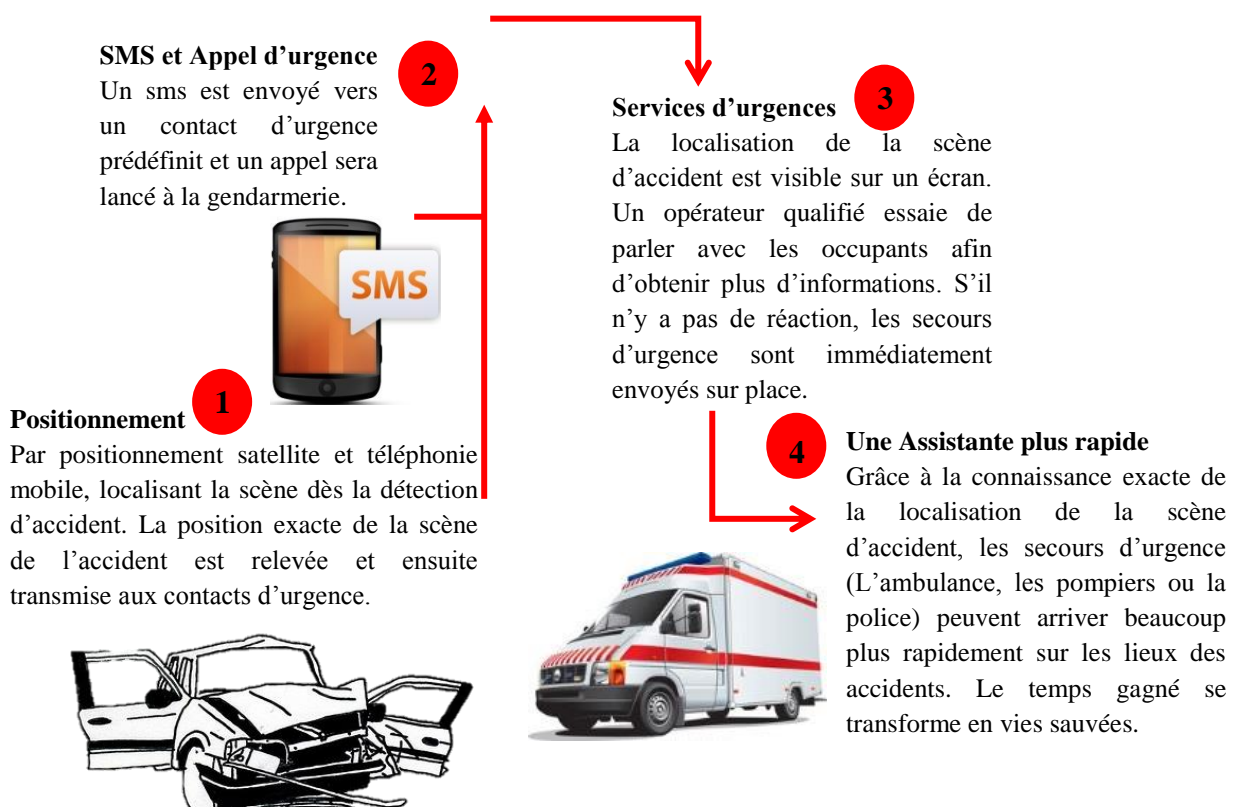 1
Positionnement
Par positionnement satellite et téléphonie
mobile, localisant la scène dès la détection
d’accident. La position exacte de la scène
de l’accident est relevée et ensuite
transmise aux contacts d’urgence.
SMS et Appel d’urgence
2
Un sms est envoyé vers
un contact d’urgence
prédéfinit et un appel sera
lancé à la gendarmerie.
SMS
Services d’urgences
3
La localisation de la scène
d’accident est visible sur un écran.
Un opérateur qualifié essaie de
parler avec les occupants afin
d’obtenir plus d’informations. S’il
n’y a pas de réaction, les secours
d’urgence sont immédiatement
envoyés sur place.
4
Une Assistante plus rapide
Grâce à la connaissance exacte de
la localisation de la scène
d’accident, les secours d’urgence
(L’ambulance, les pompiers ou la
police) peuvent arriver beaucoup
plus rapidement sur les lieux des
accidents. Le temps gagné se
transforme en vies sauvées.